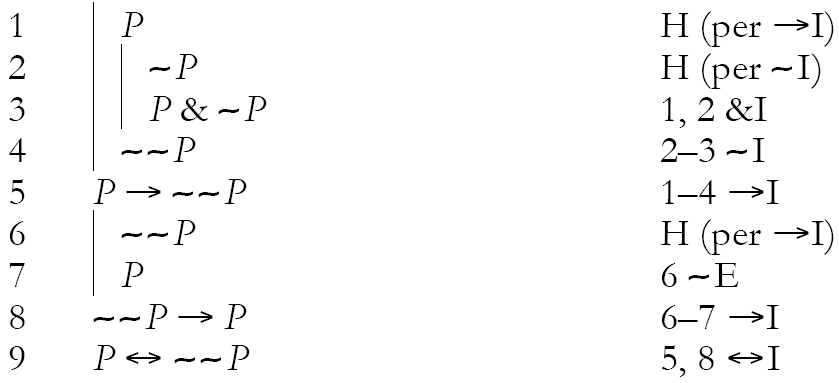 1 P H (per →I)
2 ~P H (per ~I)
3 P & ~P 1, 2 &I
4 ~~P 2–3 ~I
5 P → ~~P 1–4 →I
6 ~~P H (per →I)
7 P 6 ~E
8 ~~P → P 6–7 →I
9 P ↔ ~~P 5, 8 ↔I